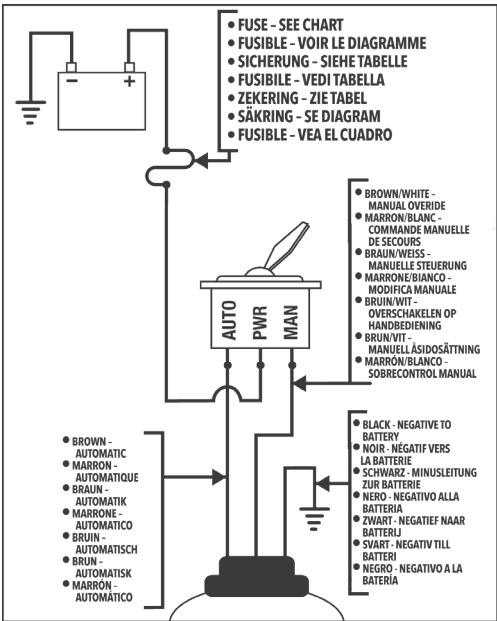 - +
• FUSE – SEE CHART
• FUSIBLE – VOIR LE DIAGRAMME
• SICHERUNG – SIEHE TABELLE
• FUSIBILE – VEDI TABELLA
• ZEKERING – ZIE TABEL
• SÄKRING – SE DIAGRAM
• FUSIBLE – VEA EL CUADRO
• BROWN/WHITE –
MANUAL OVERIDE
• MARRON/BLANC –
COMMANDE MANUELLE
DE SECOURS
• BRAUN/WEISS –
MANUELLE STEUERUNG
• MARRONE/BIANCO –
MODIFICA MANUALE
• BRUIN/WIT –
OVERSCHAKELEN OP
HANDBEDIENING
• BRUN/VIT –
MANUELL ÅSIDOSÄTTNING
• MARRÓN/BLANCO –
SOBRECONTROL MANUAL
AUTO
PWR
MAN
• BROWN –
AUTOMATIC
• MARRON –
AUTOMATIQUE
• BRAUN –
AUTOMATIK
• MARRONE –
AUTOMATICO
• BRUIN –
AUTOMATISCH
• BRUN –
AUTOMATISK
• MARRÓN –
AUTOMÁTICO
• BLACK - NEGATIVE TO
BATTERY
• NOIR - NÉGATIF VERS
LA BATTERIE
• SCHWARZ - MINUSLEITUNG
ZUR BATTERIE
• NERO - NEGATIVO ALLA
BATTERIA
• ZWART - NEGATIEF NAAR
BATTERIJ
• SVART - NEGATIV TILL
BATTERI
• NEGRO - NEGATIVO A LA
BATERÍA